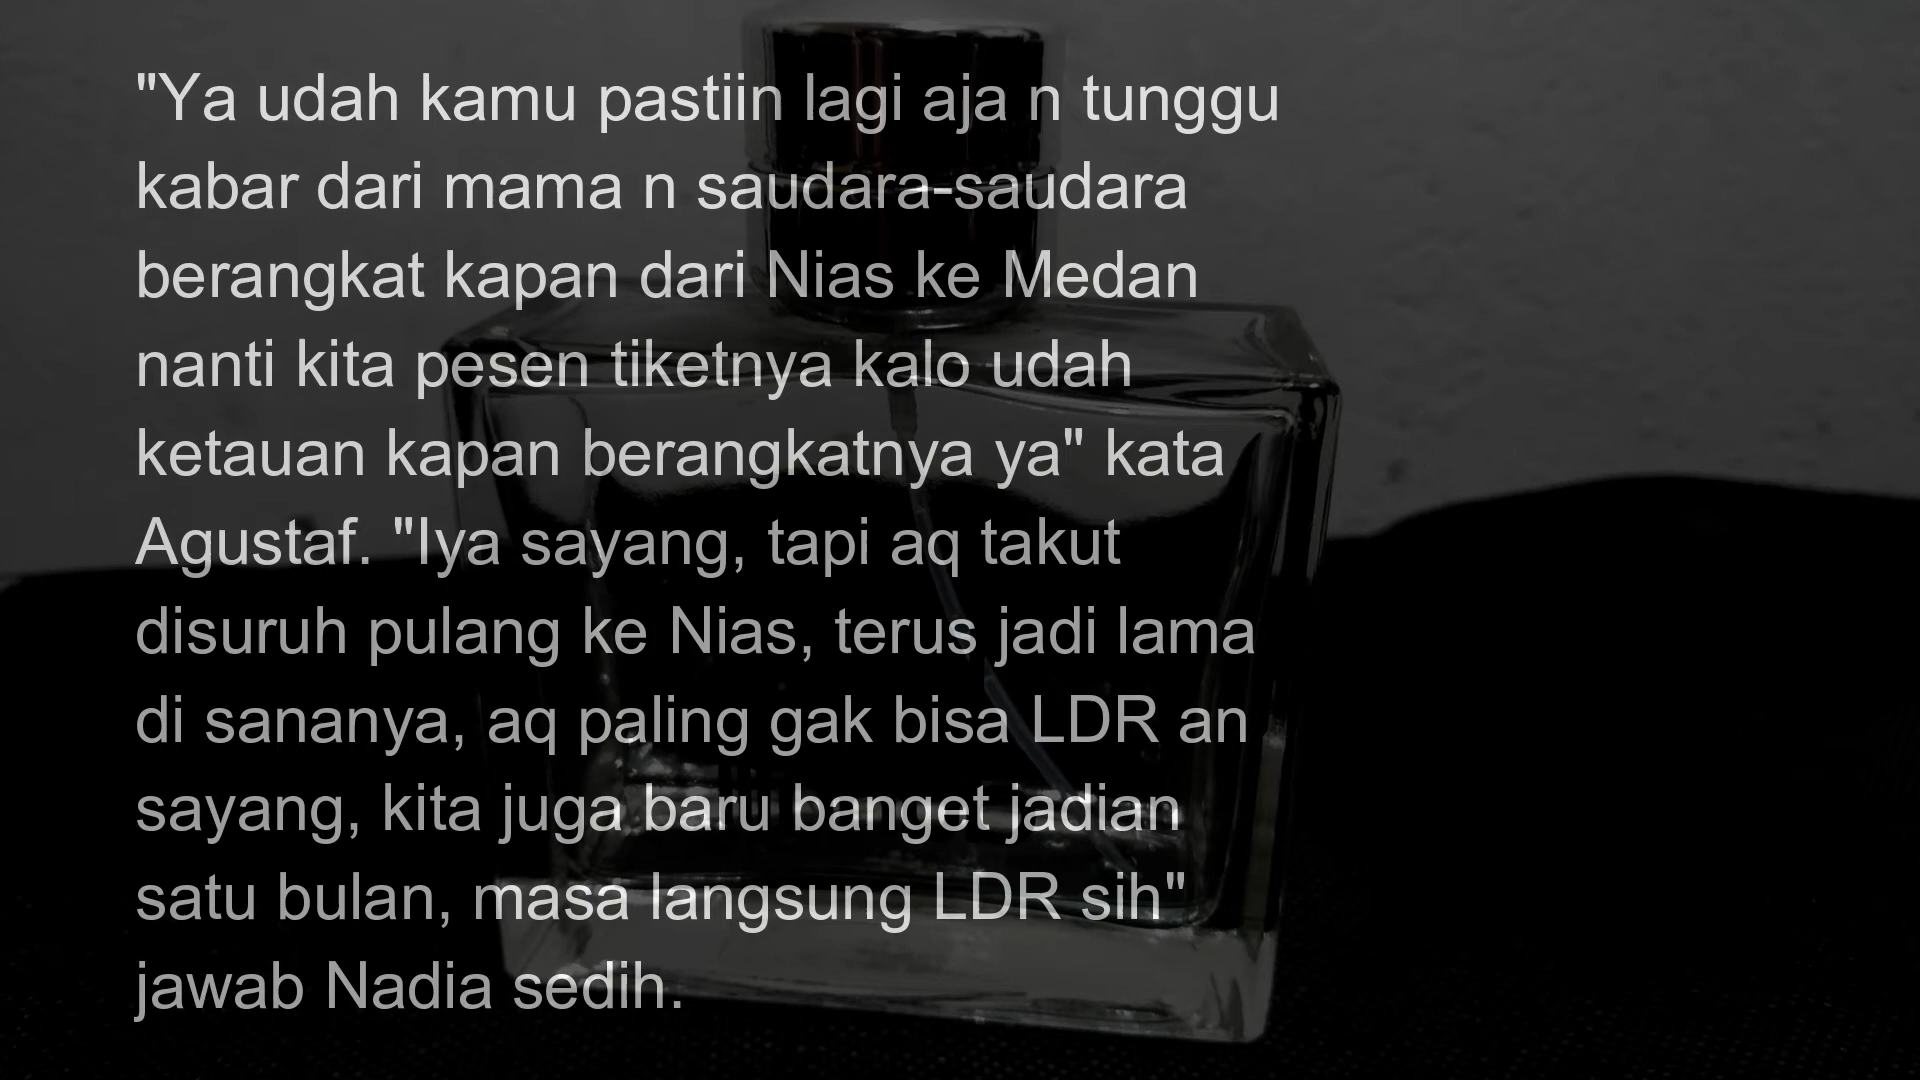 "Ya udah kamu pastiin lagi aja n tunggu
kabar dari mama n saudara-saudara
berangkat kapan dari Nias ke Medan
nanti kita pesen tiketnya kalo udah
ketauan kapan berangkatnya ya" kata
Agustaf. "Iya sayang, tapi aq takut
disuruh pulang ke Nias, terus jadi lama
di sananya, aq paling gak bisa LDR an
sayang, kita juga baru banget jadian
satu bulan, masa langsung LDR sih"
jawab Nadia sedih.